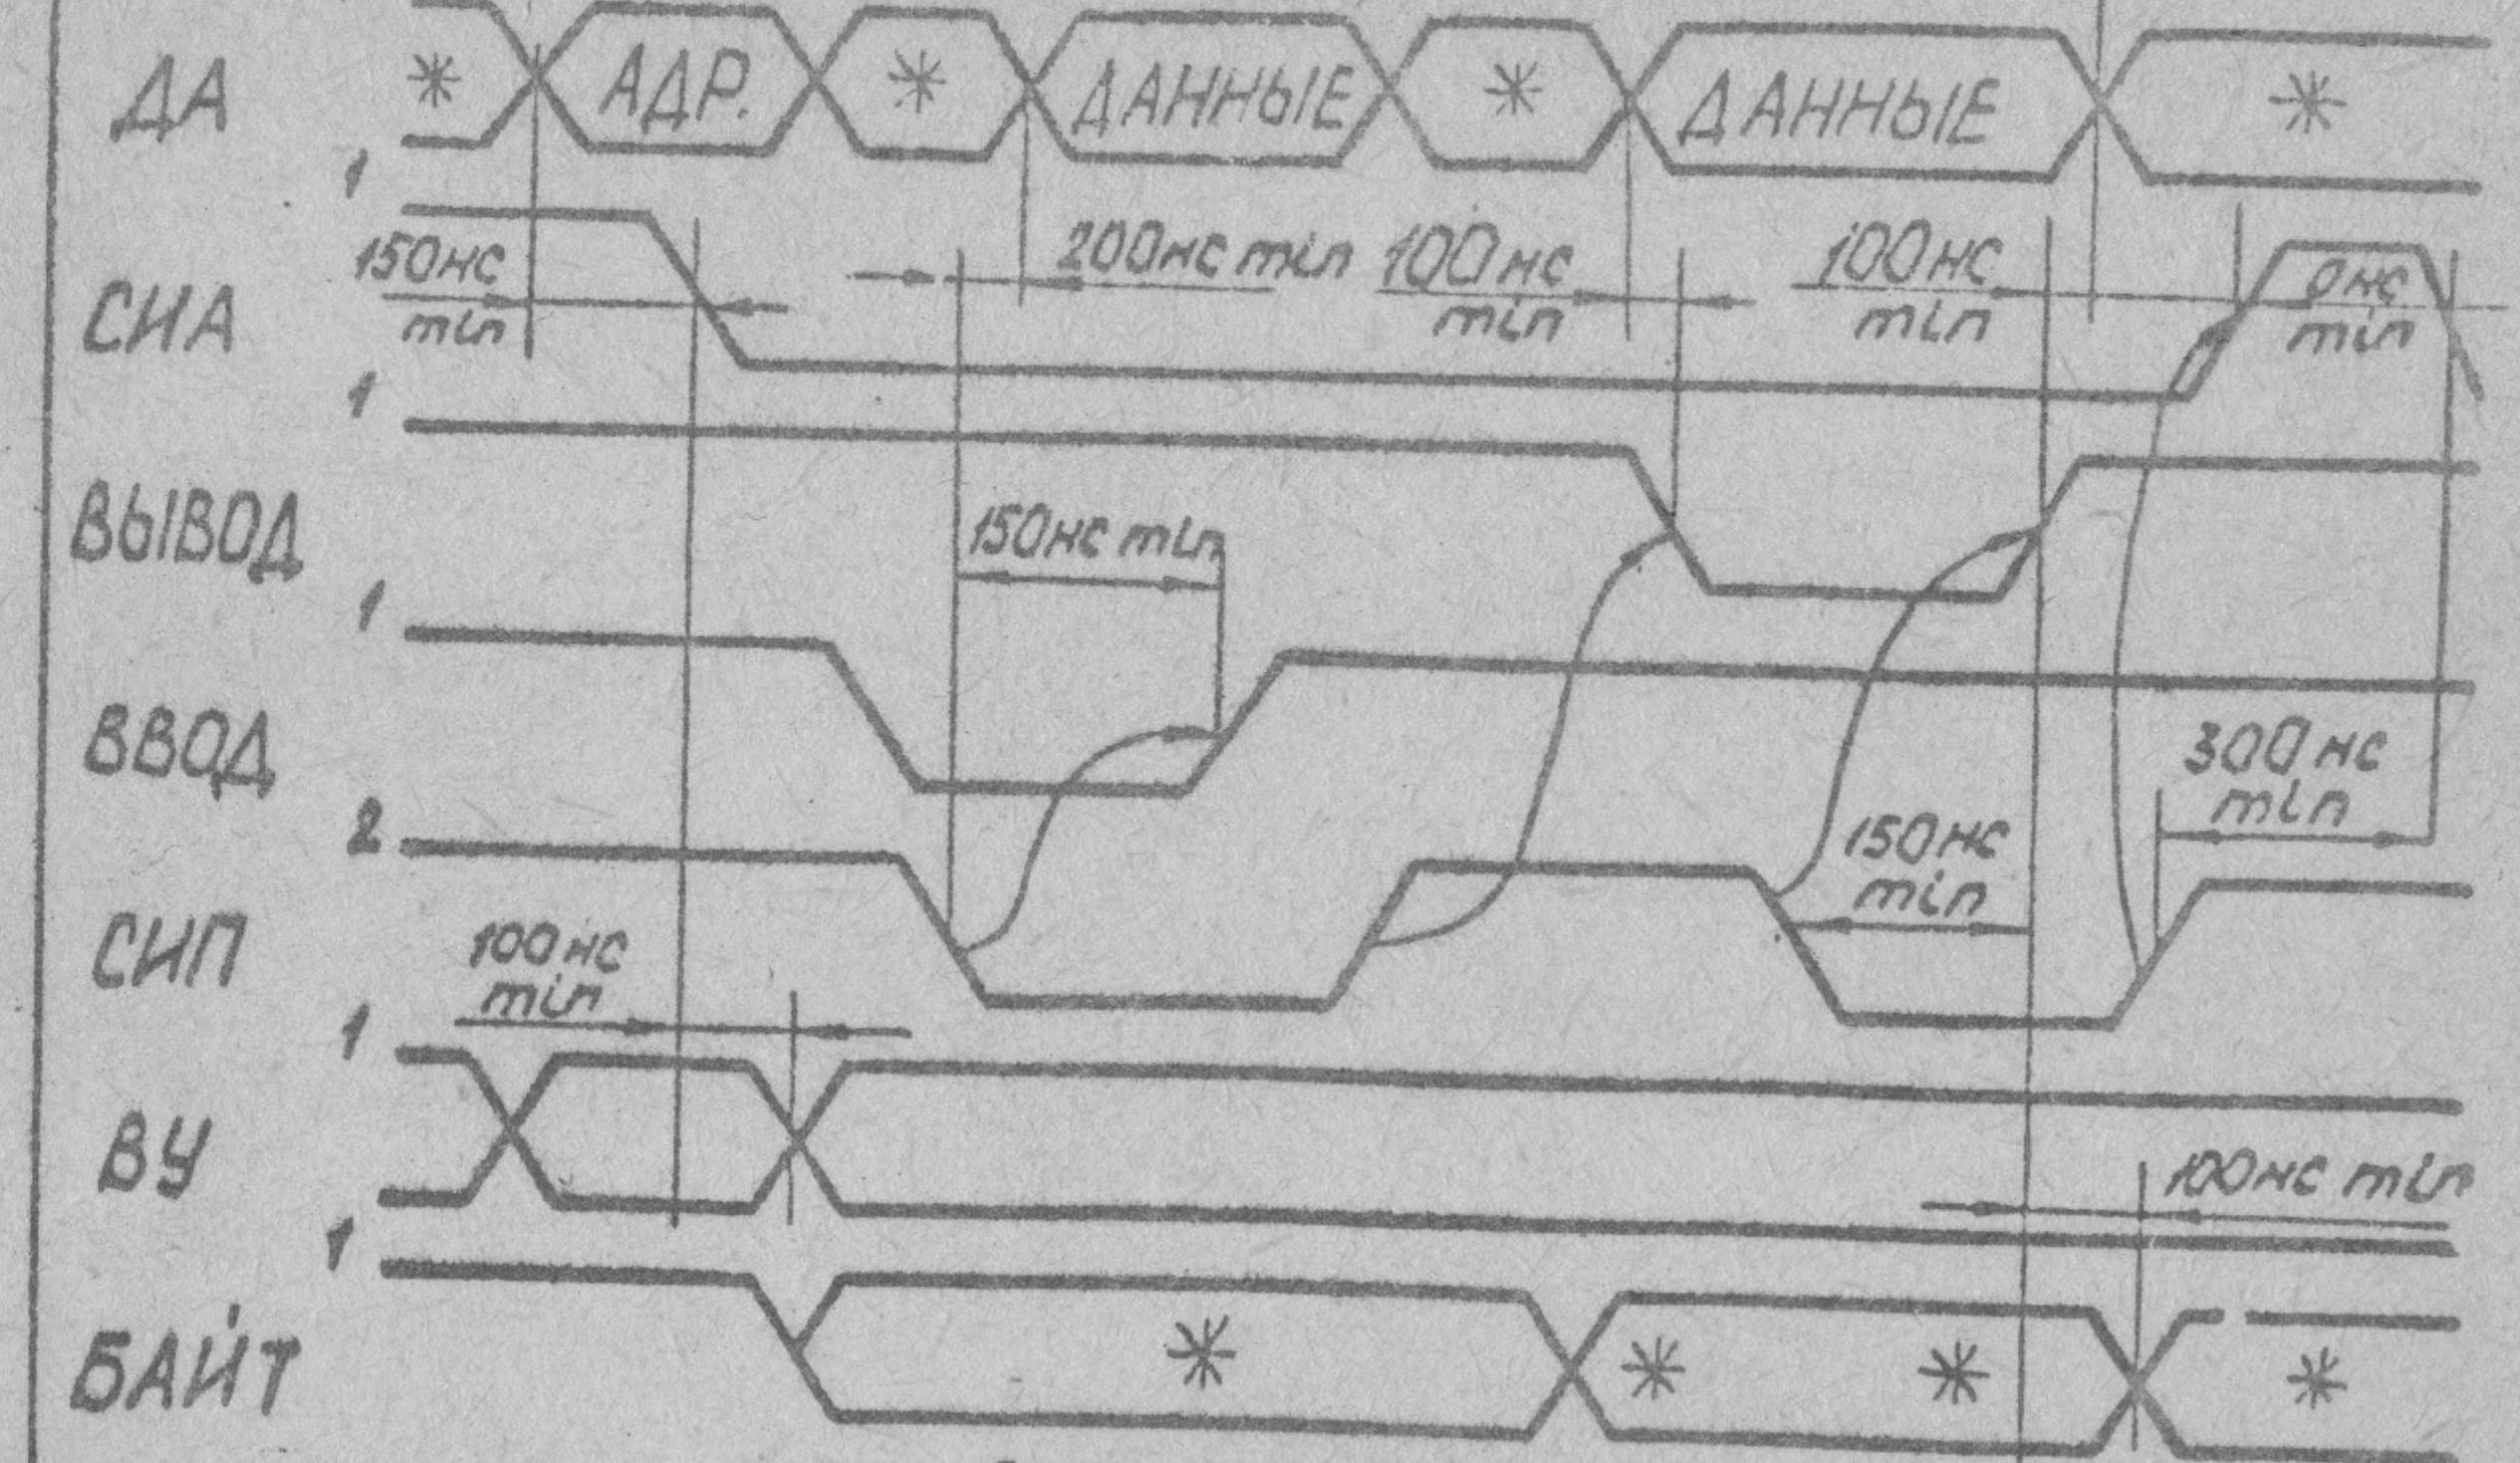 ДА
* АДР. * ДАННЫЕ * ДАННЫЕ *
1
СИА
150нс
min
200нс min
100нс
min
100нс
min
0нс
min
1
ВЫВОД
150нс min
1
ВВОД
300нс
min
2
СИП
150нс
min
100нс
min
1
ВУ
100нс min
1
БАЙТ
* * * *